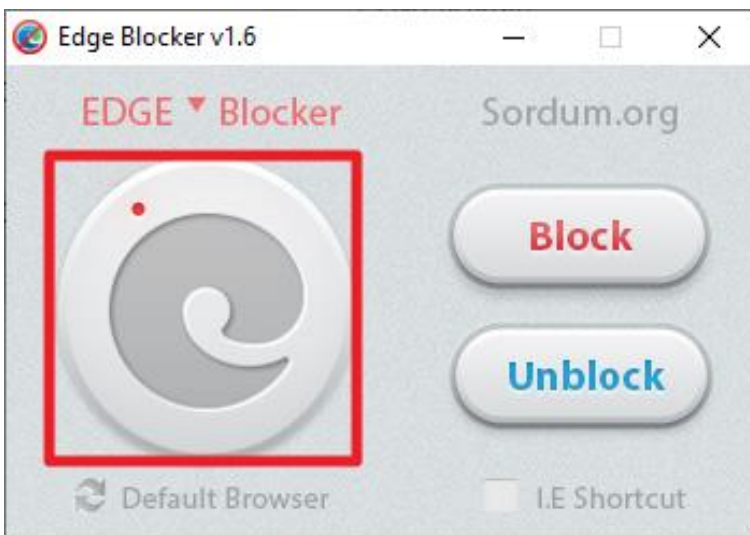 Edge Blocker v1.6
EDGE ▼ Blocker
Sordum.org
Block
Unblock
Default Browser
I.E Shortcut